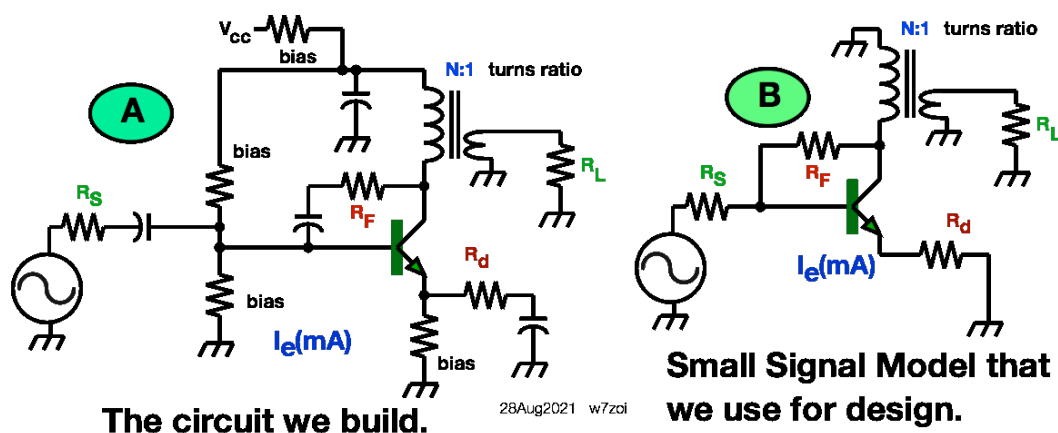 Vcc
bias
N:1 turns ratio
A
bias
RS
RF
RL
Rd
bias
Ie(mA)
bias
The circuit we build.
28Aug2021 w7zoi
N:1 turns ratio
B
RS
RF
RL
Rd
Ie(mA)
Small Signal Model that
we use for design.